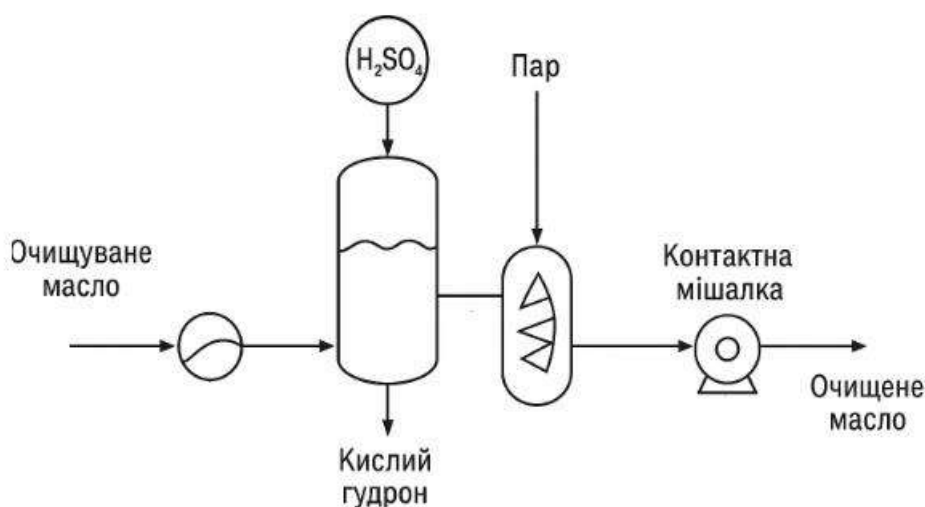 H₂SO₄
Пар
Очищуване
масло
Контактна
мішалка
Очищене
масло
Кислий
гудрон